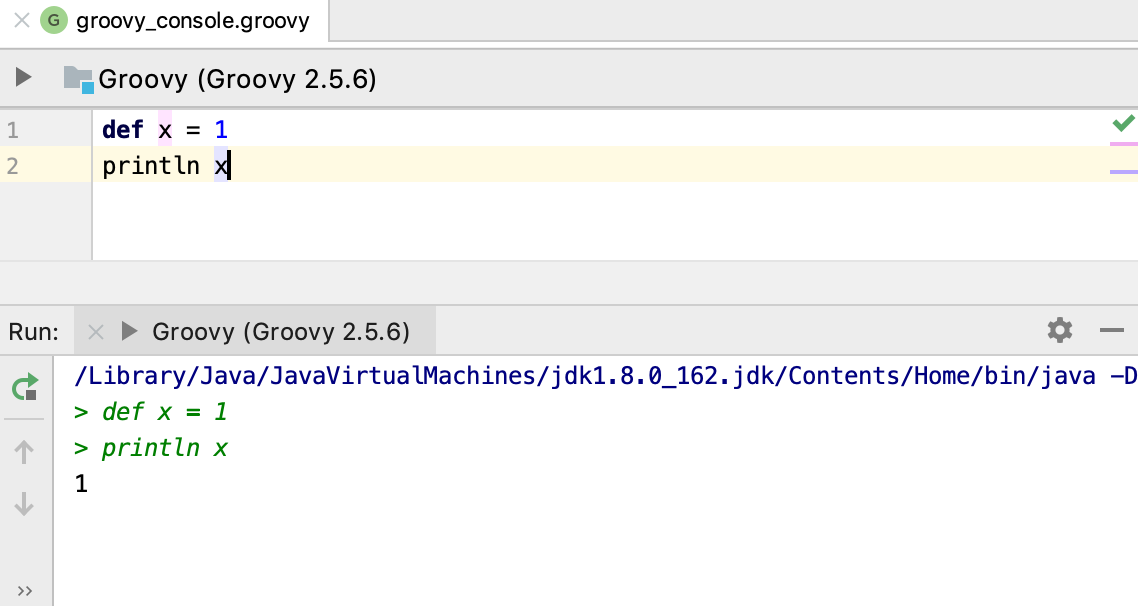 G groovy_console.groovy
Groovy (Groovy 2.5.6)
1 def x = 1
2 println x
Run: Groovy (Groovy 2.5.6)
/Library/Java/JavaVirtualMachines/jdk1.8.0_162.jdk/Contents/Home/bin/java -D
> def x = 1
> println x
1